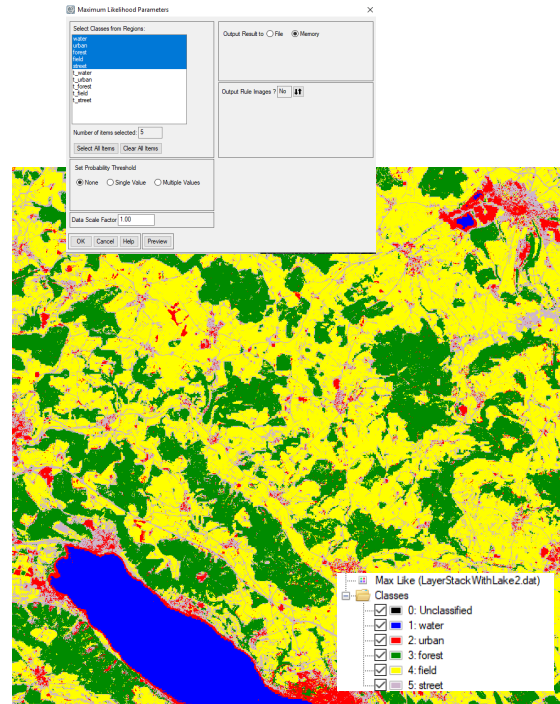 Maximum Likelihood Parameters
Select Classes from Regions:
water
urban
forest
field
street
t_water
t_urban
t_forest
t_field
t_street
Number of items selected: 5
Select All Items Clear All Items
Set Probability Threshold
None Single Value Multiple Values
Data Scale Factor 1.00
OK Cancel Help Preview
Output Result to File Memory
Output Rule Images ? No
Max Like (LayerStackWithLake2.dat)
Classes
0: Unclassified
1: water
2: urban
3: forest
4: field
5: street